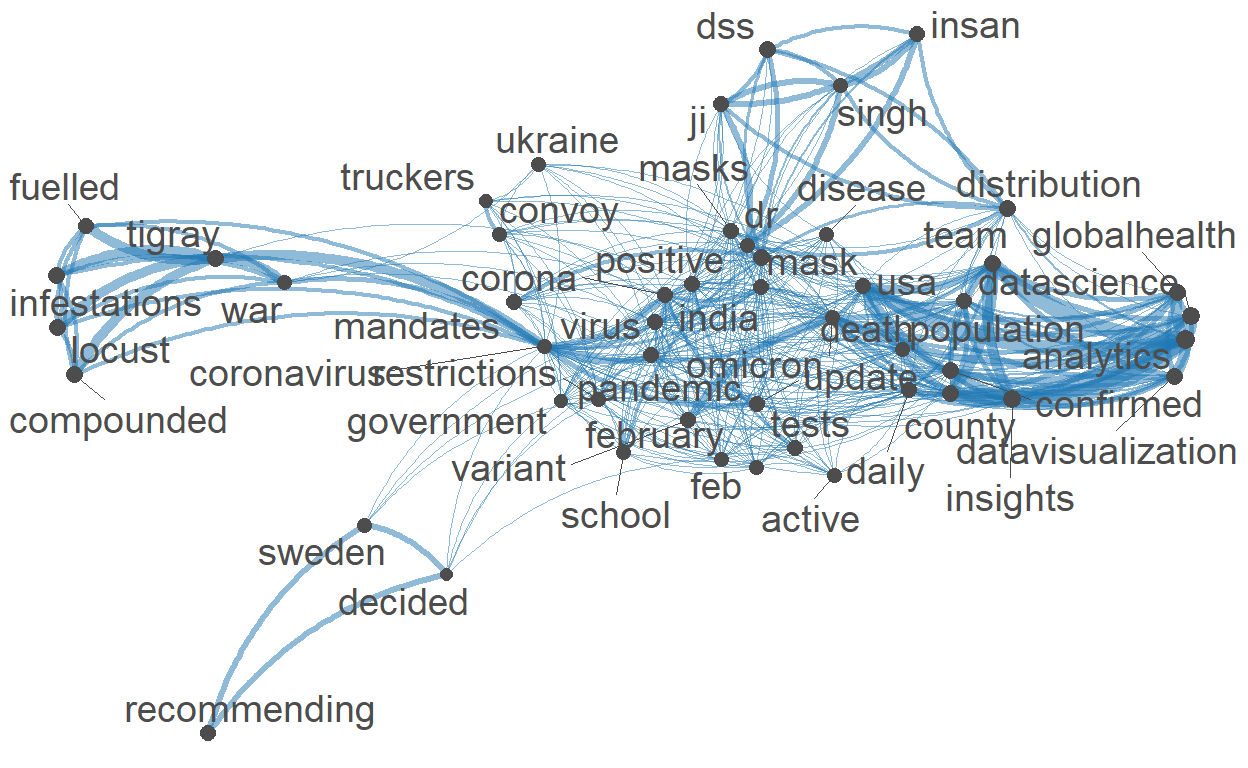 dss
insan
ji
singh
ukraine
truckers
masks
fuelled
disease
distribution
convoy
dr
tigray
team
globalhealth
positive
mask
corona
usa
datascience
infestations
war
mandates
virus
india
death
population
locust
analytics
coronavirus
restrictions
omicron
update
pandemic
confirmed
compounded
government
february
tests
county
datavisualization
variant
daily
feb
insights
school
active
sweden
decided
recommending